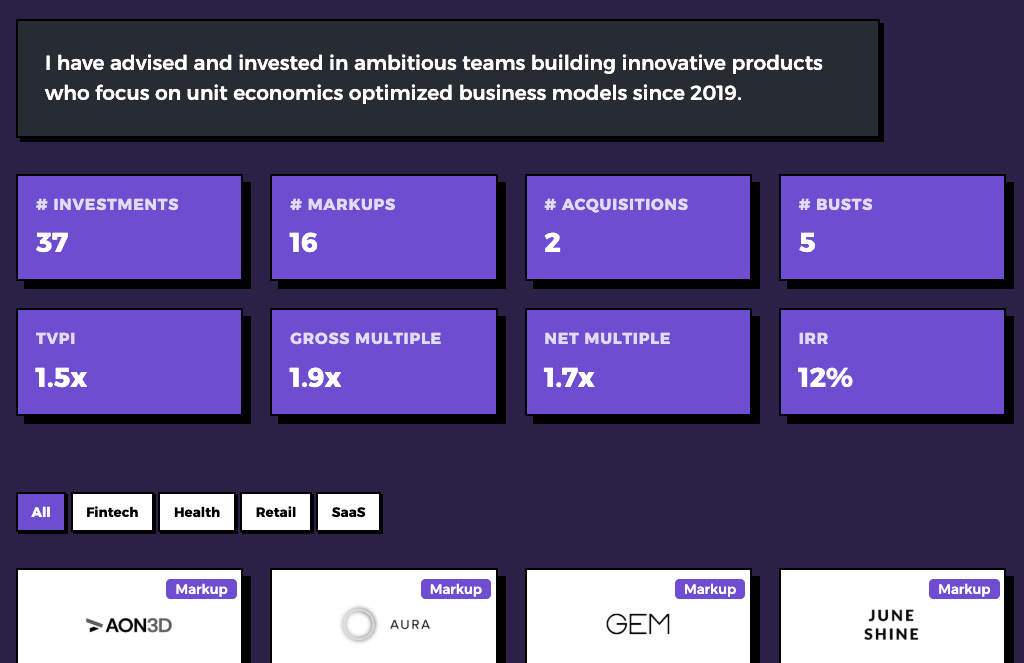 I have advised and invested in ambitious teams building innovative products
who focus on unit economics optimized business models since 2019.
# INVESTMENTS
37
# MARKUPS
16
# ACQUISITIONS
2
# BUSTS
5
TVPI
1.5x
GROSS MULTIPLE
1.9x
NET MULTIPLE
1.7x
IRR
12%
All Fintech Health Retail SaaS
Markup
AON3D
Markup
AURA
Markup
GEM
Markup
JUNE
SHINE